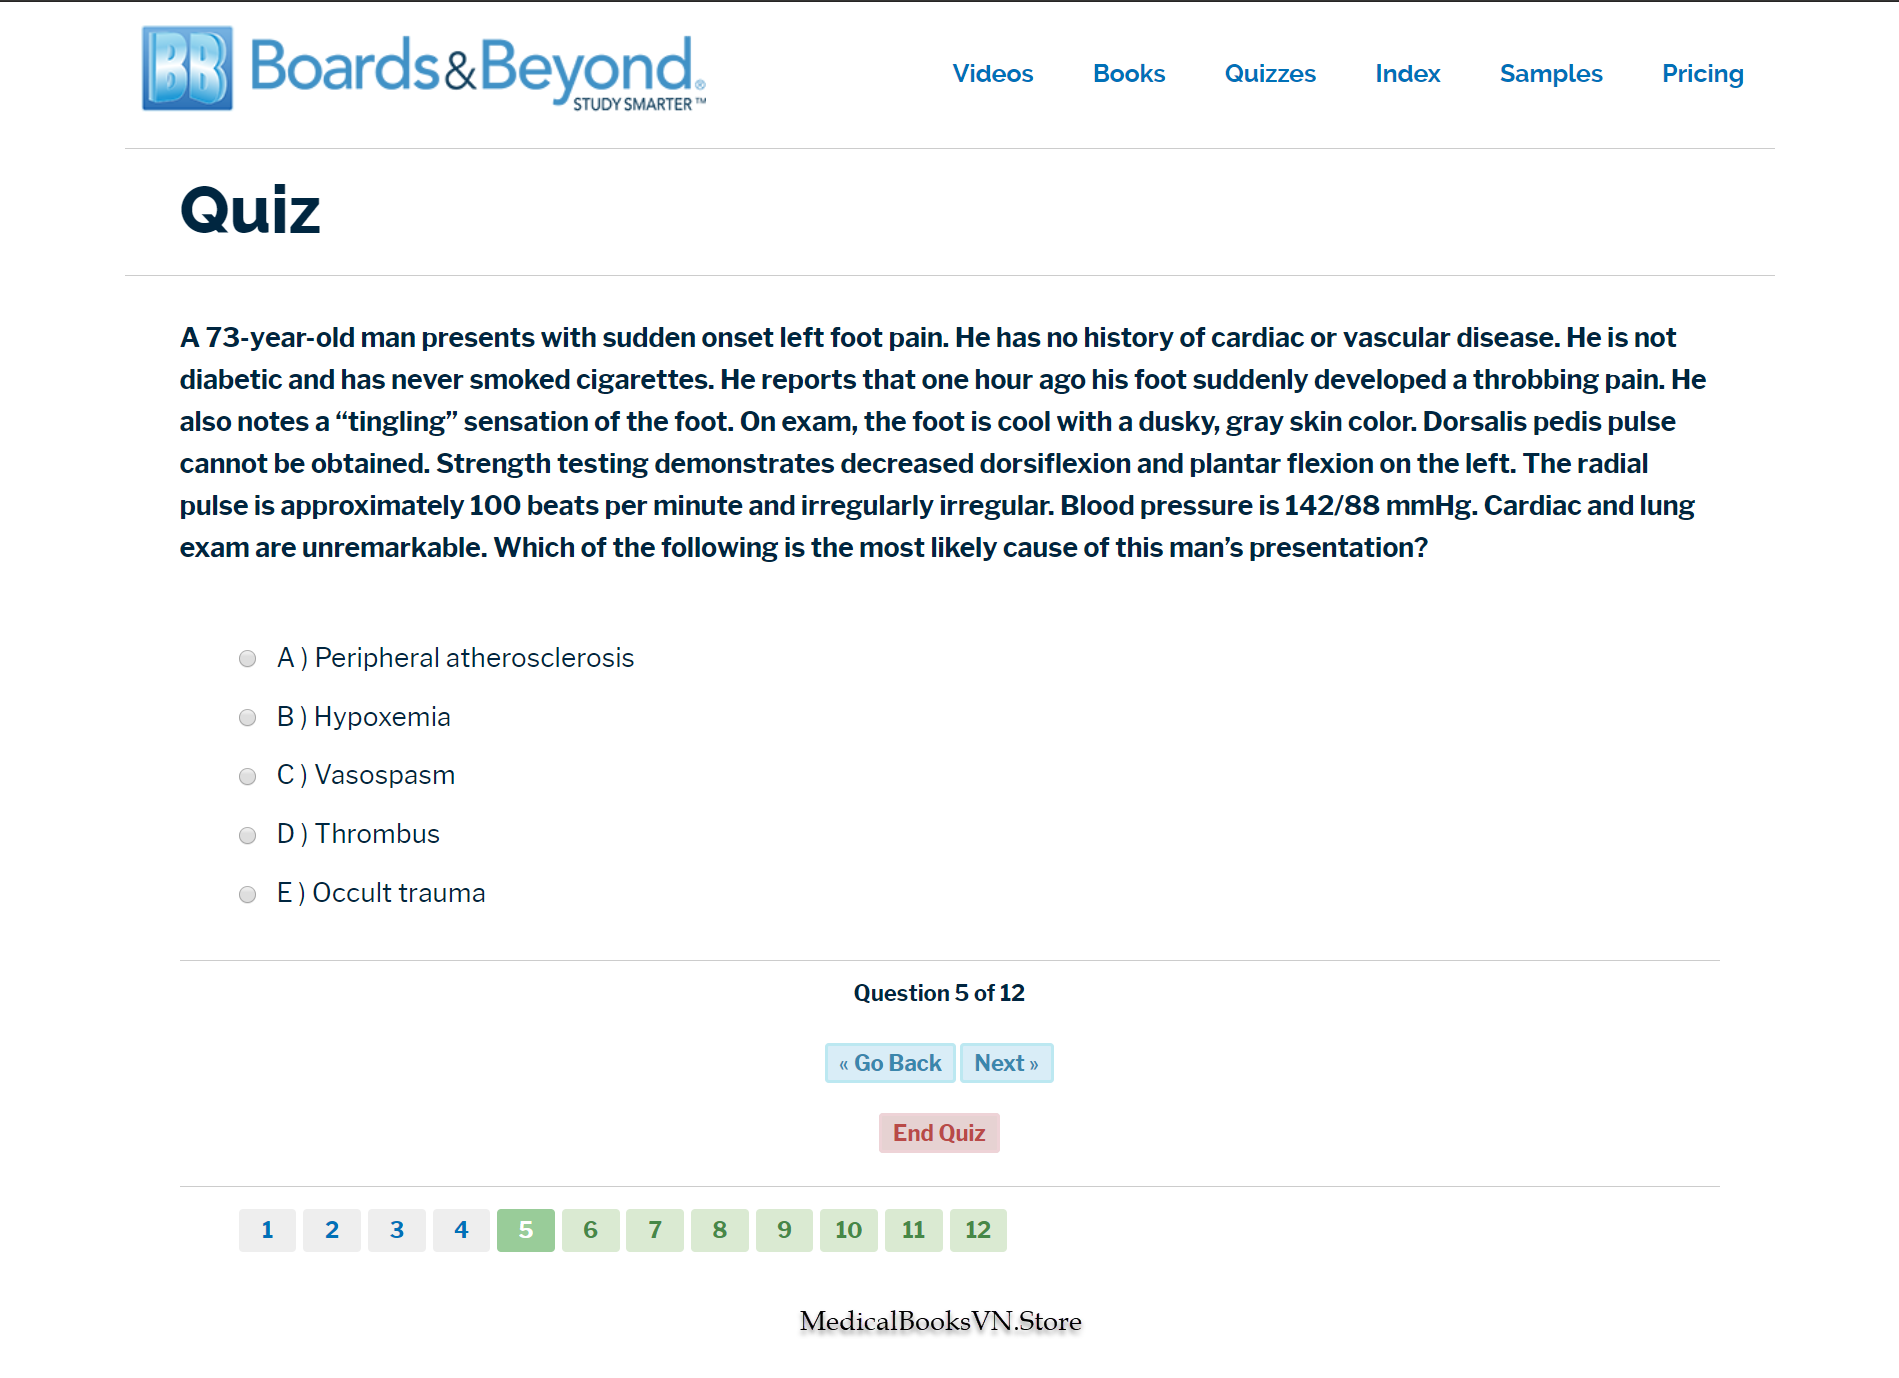 BB Boards&Beyond®
STUDY SMARTER™
Videos Books Quizzes Index Samples Pricing
Quiz
A 73-year-old man presents with sudden onset left foot pain. He has no history of cardiac or vascular disease. He is not
diabetic and has never smoked cigarettes. He reports that one hour ago his foot suddenly developed a throbbing pain. He
also notes a “tingling” sensation of the foot. On exam, the foot is cool with a dusky, gray skin color. Dorsalis pedis pulse
cannot be obtained. Strength testing demonstrates decreased dorsiflexion and plantar flexion on the left. The radial
pulse is approximately 100 beats per minute and irregularly irregular. Blood pressure is 142/88 mmHg. Cardiac and lung
exam are unremarkable. Which of the following is the most likely cause of this man’s presentation?
A ) Peripheral atherosclerosis
B ) Hypoxemia
C ) Vasospasm
D ) Thrombus
E ) Occult trauma
Question 5 of 12
« Go Back Next »
End Quiz
1 2 3 4 5 6 7 8 9 10 11 12
MedicalBooksVN.Store